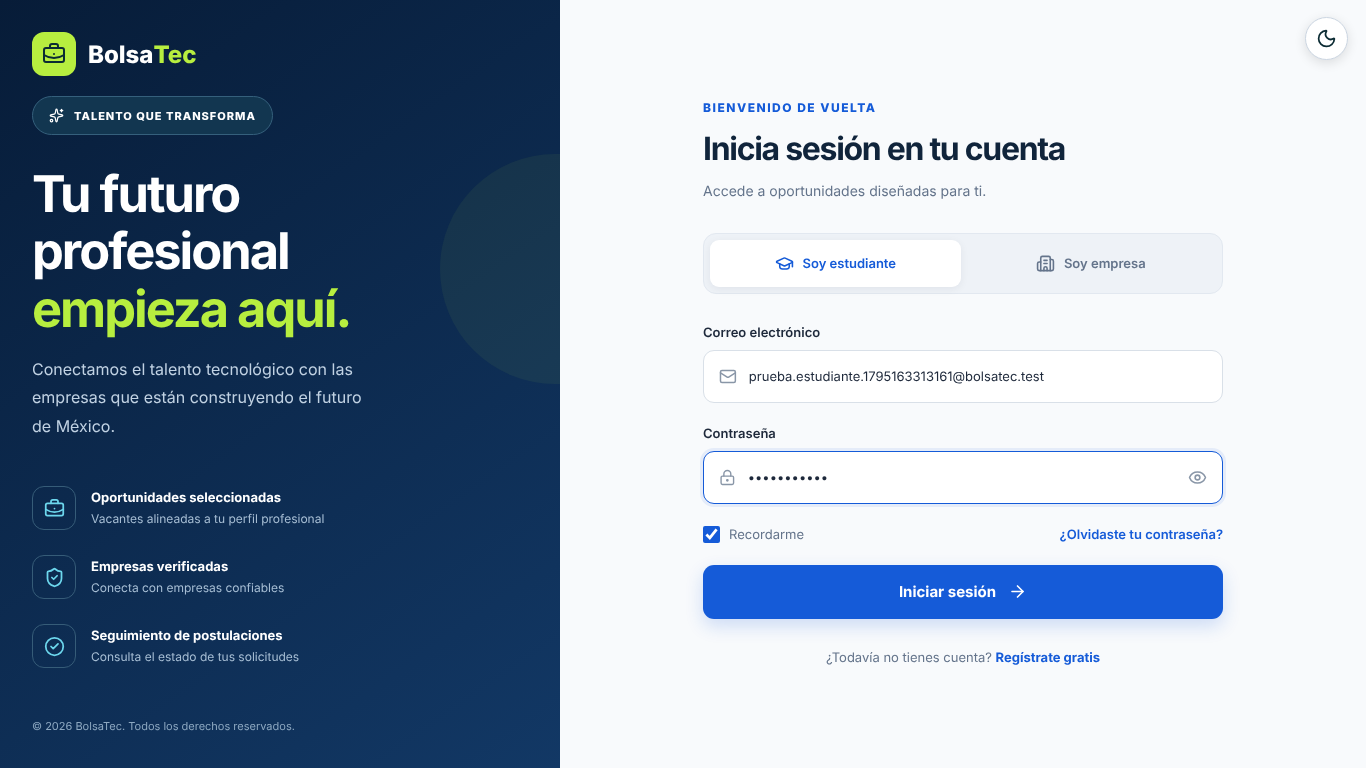 BolsaTec
TALENTO QUE TRANSFORMA
Tu futuro
profesional
empieza aquí.
Conectamos el talento tecnológico con las
empresas que están construyendo el futuro
de México.
Oportunidades seleccionadas
Vacantes alineadas a tu perfil profesional
Empresas verificadas
Conecta con empresas confiables
Seguimiento de postulaciones
Consulta el estado de tus solicitudes
© 2026 BolsaTec. Todos los derechos reservados.
BIENVENIDO DE VUELTA
Inicia sesión en tu cuenta
Accede a oportunidades diseñadas para ti.
Soy estudiante
Soy empresa
Correo electrónico
prueba.estudiante.1795163313161@bolsatec.test
Contraseña
•••••••••••
Recordarme
¿Olvidaste tu contraseña?
Iniciar sesión
¿Todavía no tienes cuenta? Regístrate gratis